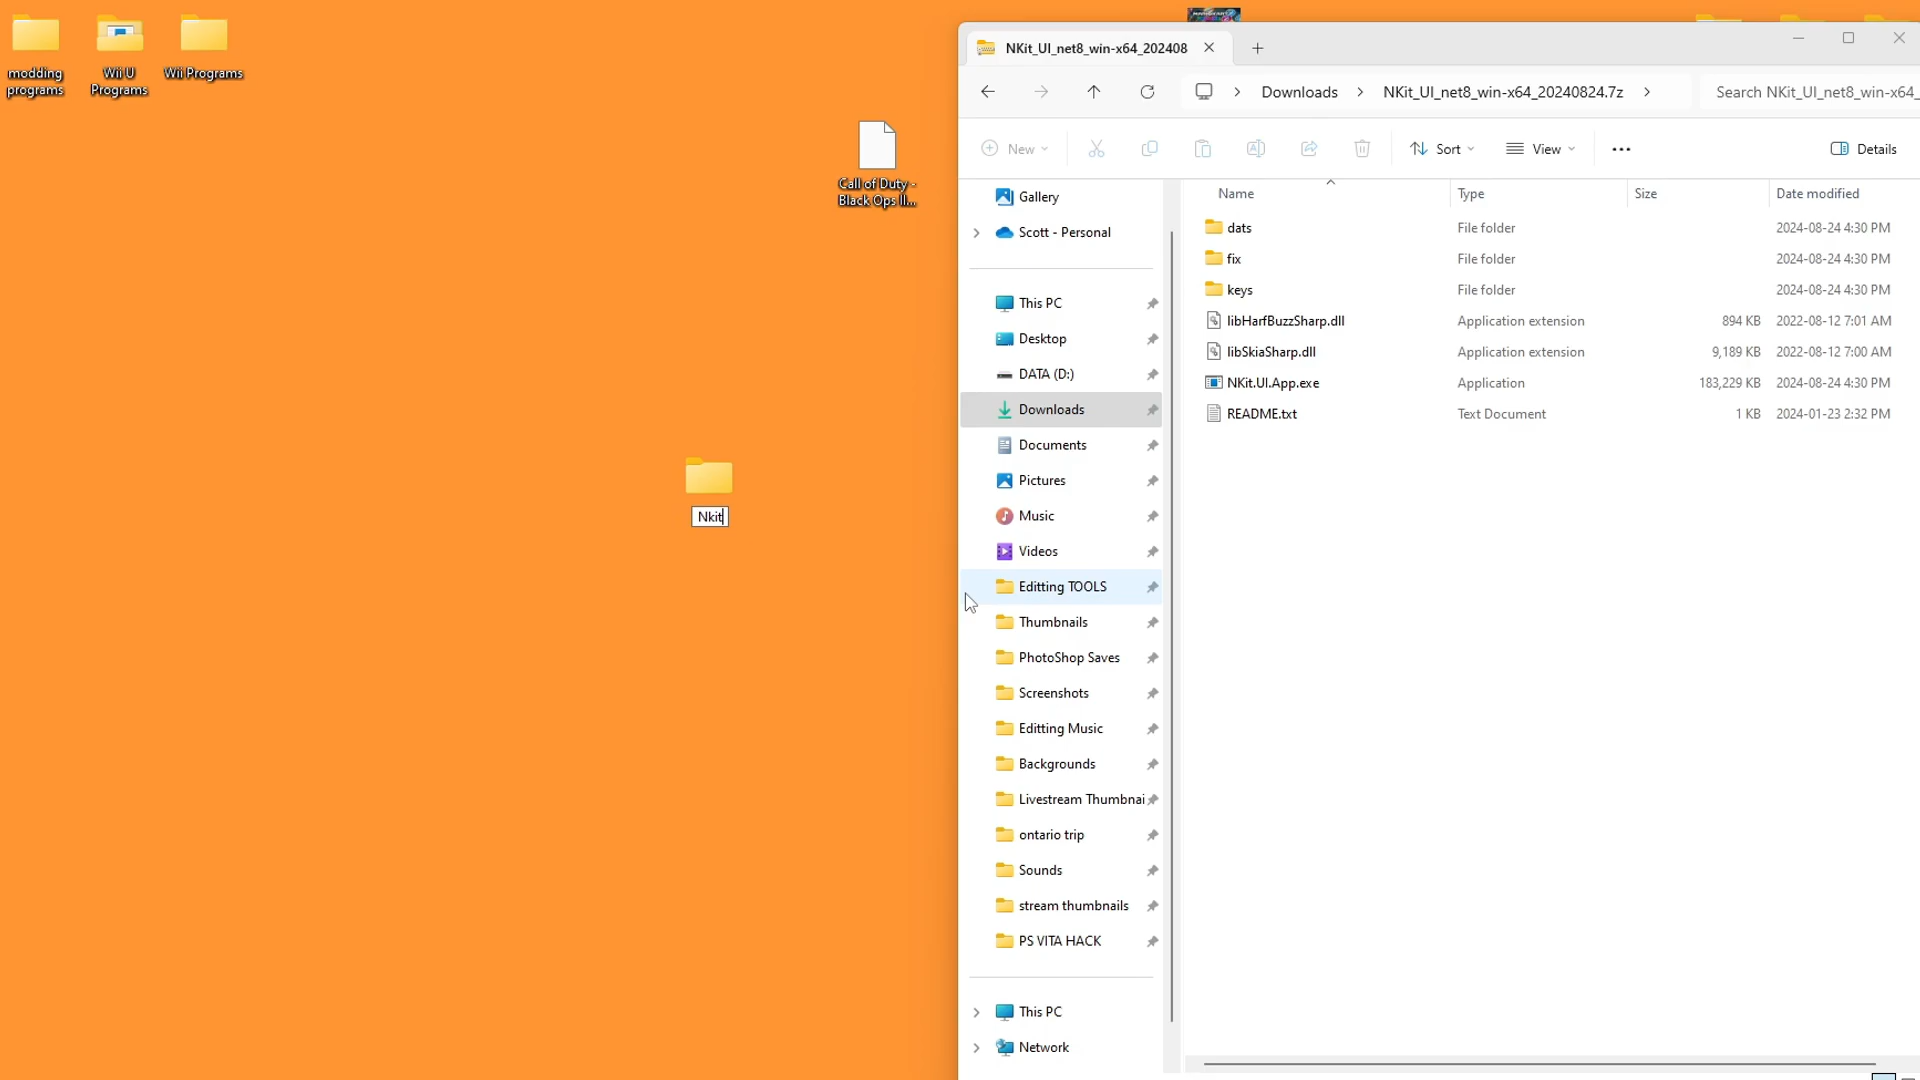 modding
programs
Wii U
Programs
Wii Programs
Call of Duty -
Black Ops II...
Nkit
NKit_UI_net8_win-x64_202408
Downloads
NKit_UI_net8_win-x64_20240824.7z
Search NKit_UI_net8_win-x64_
New
Sort
View
Details
Gallery
Scott - Personal
This PC
Desktop
DATA (D:)
Downloads
Documents
Pictures
Music
Videos
Editting TOOLS
Thumbnails
PhotoShop Saves
Screenshots
Editting Music
Backgrounds
Livestream Thumbnai
ontario trip
Sounds
stream thumbnails
PS VITA HACK
This PC
Network
Name Type Size Date modified
dats File folder 2024-08-24 4:30 PM
fix File folder 2024-08-24 4:30 PM
keys File folder 2024-08-24 4:30 PM
libHarfBuzzSharp.dll Application extension 894 KB 2022-08-12 7:01 AM
libSkiaSharp.dll Application extension 9,189 KB 2022-08-12 7:00 AM
NKit.UI.App.exe Application 183,229 KB 2024-08-24 4:30 PM
README.txt Text Document 1 KB 2024-01-23 2:32 PM